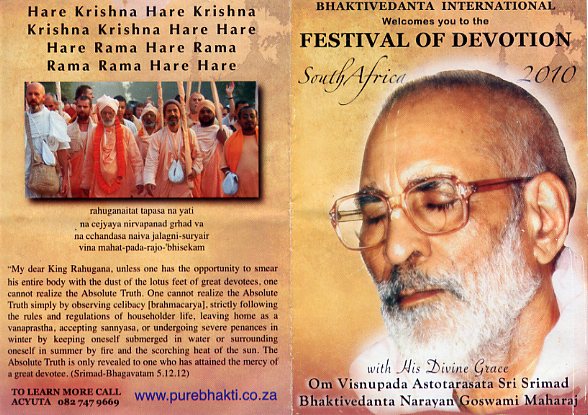 Hare Krishna Hare Krishna
Krishna Krishna Hare Hare
Hare Rama Hare Rama
Rama Rama Hare Hare
rahuganaitat tapasa na yati
na cejyaya nirvapanad grhad va
na cchandasa naiva jalagni-suryair
vina mahat-pada-rajo-'bhisekam
"My dear King Rahugana, unless one has the opportunity to smear
his entire body with the dust of the lotus feet of great devotees, one
cannot realize the Absolute Truth. One cannot realize the Absolute
Truth simply by observing celibacy [brahmacarya], strictly following
the rules and regulations of householder life, leaving home as a
vanaprastha, accepting sannyasa, or undergoing severe penances in
winter by keeping oneself submerged in water or surrounding
oneself in summer by fire and the scorching heat of the sun. The
Absolute Truth is only revealed to one who has attained the mercy of
a great devotee. (Srimad-Bhagavatam 5.12.12)
TO LEARN MORE CALL
ACYUTA 082 747 9669
www.purebhakti.co.za
BHAKTIVEDANTA INTERNATIONAL
Welcomes you to the
FESTIVAL OF DEVOTION
South Africa 2010
with His Divine Grace
Om Visnupada Astotarasata Sri Srimad
Bhaktivedanta Narayan Goswami Maharaj